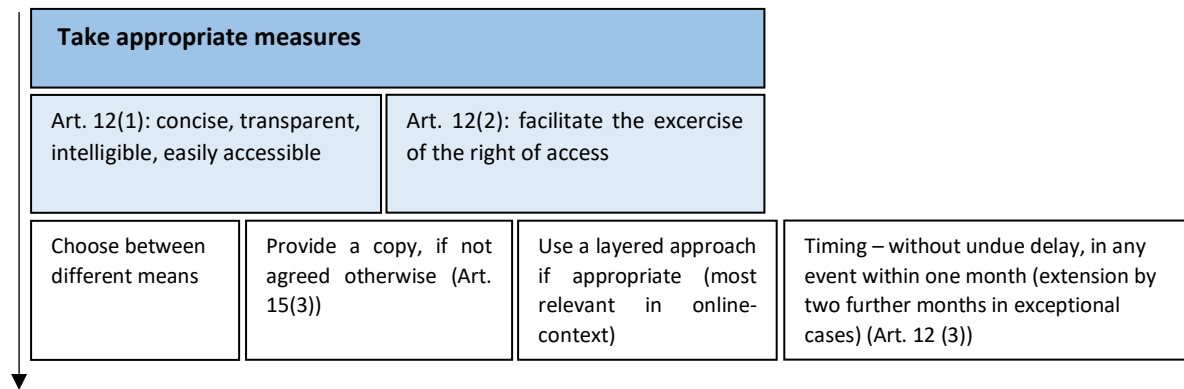 Take appropriate measures
Art. 12(1): concise, transparent,
intelligible, easily accessible
Art. 12(2): facilitate the excercise
of the right of access
Choose between
different means
Provide a copy, if not
agreed otherwise (Art.
15(3))
Use a layered approach
if appropriate (most
relevant in online-
context)
Timing – without undue delay, in any
event within one month (extension by
two further months in exceptional
cases) (Art. 12 (3))